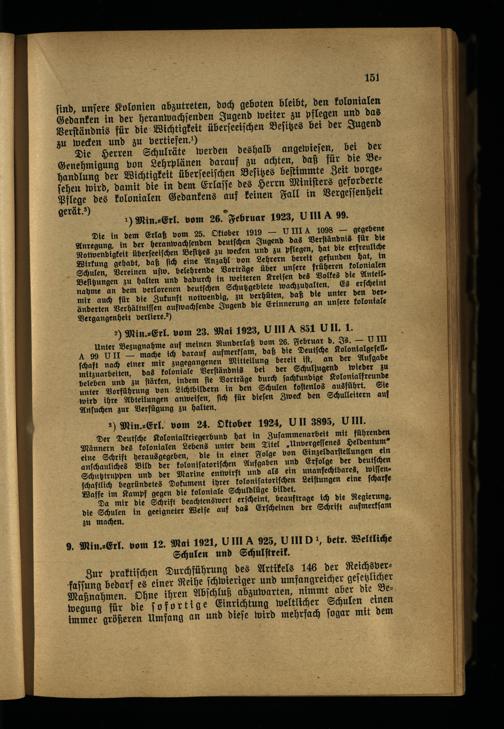 151
sind, unsere Kolonien abzutreten, doch geboten bleibt, den kolonialen
Gedanken in der heranwachsenden Jugend weiter zu pflegen und das
Verständnis für die Wichtigkeit überseeischen Besitzes bei der Jugend
zu wecken und zu vertiefen.¹)
Die Herren Schulräte werden deshalb angewiesen, bei der
Genehmigung von Lehrplänen darauf zu achten, daß für die Be-
handlung der Wichtigkeit überseeischen Besitzes bestimmte Zeit vorge-
sehen wird, damit die in dem Erlasse des Herrn Ministers geforderte
Pflege des kolonialen Gedankens auf keinen Fall in Vergessenheit
gerät.³)
¹) Min.-Erl. vom 26. Februar 1923, U III A 99.
Die in dem Erlaß vom 25. Oktober 1919 — U III A 1098 — gegebene
Anregung, in der heranwachsenden deutschen Jugend das Verständnis für die
Notwendigkeit überseeischen Besitzes zu wecken und zu pflegen, hat die erfreuliche
Wirkung gehabt, daß sich eine Anzahl von Lehrern bereit gefunden hat, in
Schulen, Vereinen usw. belehrende Vorträge über unsere früheren kolonialen
Besitzungen zu halten und dadurch in weiteren Kreisen des Volkes die Anteil-
nahme an dem verlorenen deutschen Schutzgebiete wachzuhalten. Es erscheint
mir auch für die Zukunft notwendig, zu verhüten, daß die unter den ver-
änderten Verhältnissen aufwachsende Jugend die Erinnerung an unsere koloniale
Vergangenheit verliere.²)
²) Min.-Erl. vom 23. Mai 1923, U III A 851 U II. 1.
Unter Bezugnahme auf meinen Runderlaß vom 26. Februar d. Js. — U III
A 99 U II — mache ich darauf aufmerksam, daß die Deutsche Kolonialgesell-
schaft nach einer mir zugegangenen Mitteilung bereit ist, an der Aufgabe
mitzuarbeiten, das koloniale Verständnis bei der Schuljugend wieder zu
beleben und zu stärken, indem sie Vorträge durch sachkundige Kolonialfreunde
unter Vorführung von Lichtbildern in den Schulen kostenlos ausführt. Sie
wird ihre Abteilungen anweisen, sich für diesen Zweck den Schulleitern auf
Ansuchen zur Verfügung zu halten.
³) Min.-Erl. vom 24. Oktober 1924, U II 3895, U III.
Der Deutsche Kolonialkriegerbund hat in Zusammenarbeit mit führenden
Männern des kolonialen Lebens unter dem Titel „Unvergessenes Heldentum“
eine Schrift herausgegeben, die in einer Folge von Einzeldarstellungen ein
anschauliches Bild der kolonisatorischen Aufgaben und Erfolge der deutschen
Schutztruppen und der Marine entwirft und als ein unanfechtbares, wissen-
schaftlich begründetes Dokument ihrer kolonisatorischen Leistungen eine scharfe
Waffe im Kampf gegen die koloniale Schuldlüge bildet.
Da mir die Schrift beachtenswert erscheint, beauftrage ich die Regierung,
die Schulen in geeigneter Weise auf das Erscheinen der Schrift aufmerksam
zu machen.
9. Min.-Erl. vom 12. Mai 1921, U III A 925, U III D ¹, betr. Weltliche
Schulen und Schulstreik.
Zur praktischen Durchführung des Artikels 146 der Reichsver-
fassung bedarf es einer Reihe schwieriger und umfangreicher gesetzlicher
Maßnahmen. Ohne ihren Abschluß abzuwarten, nimmt aber die Be-
wegung für die sofortige Einrichtung weltlicher Schulen einen
immer größeren Umfang an und diese wird mehrfach sogar mit dem